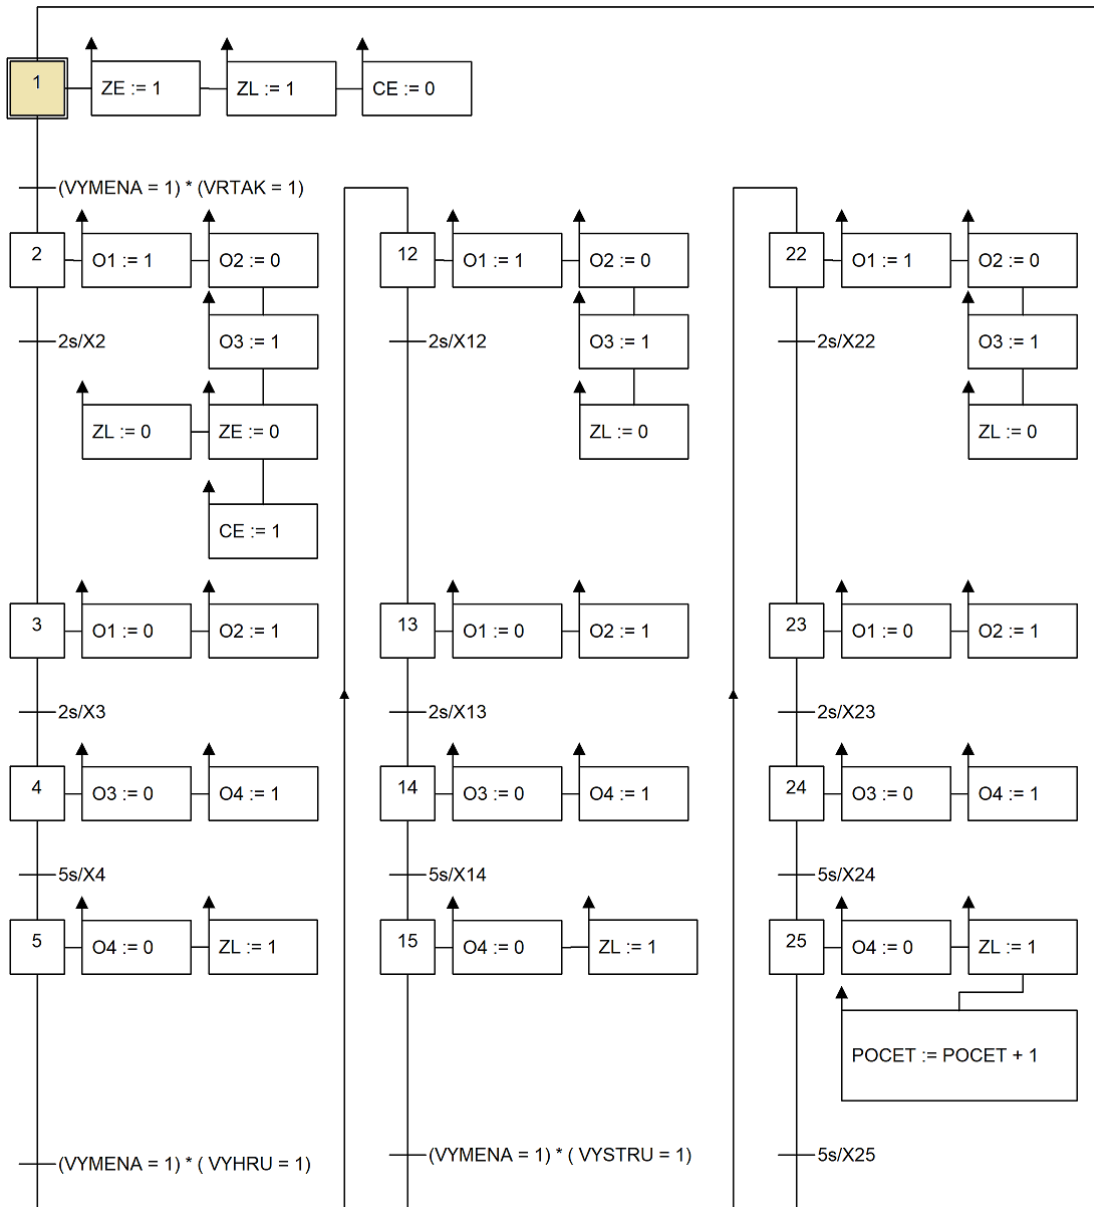 1
ZE := 1
ZL := 1
CE := 0
(VYMENA = 1) * (VRTAK = 1)
2
O1 := 1
O2 := 0
12
O1 := 1
O2 := 0
22
O1 := 1
O2 := 0
2s/X2
O3 := 1
2s/X12
O3 := 1
2s/X22
O3 := 1
ZL := 0
ZE := 0
ZL := 0
ZL := 0
CE := 1
3
O1 := 0
O2 := 1
13
O1 := 0
O2 := 1
23
O1 := 0
O2 := 1
2s/X3
2s/X13
2s/X23
4
O3 := 0
O4 := 1
14
O3 := 0
O4 := 1
24
O3 := 0
O4 := 1
5s/X4
5s/X14
5s/X24
5
O4 := 0
ZL := 1
15
O4 := 0
ZL := 1
25
O4 := 0
ZL := 1
POCET := POCET + 1
(VYMENA = 1) * ( VYHRU = 1)
(VYMENA = 1) * ( VYSTRU = 1)
5s/X25